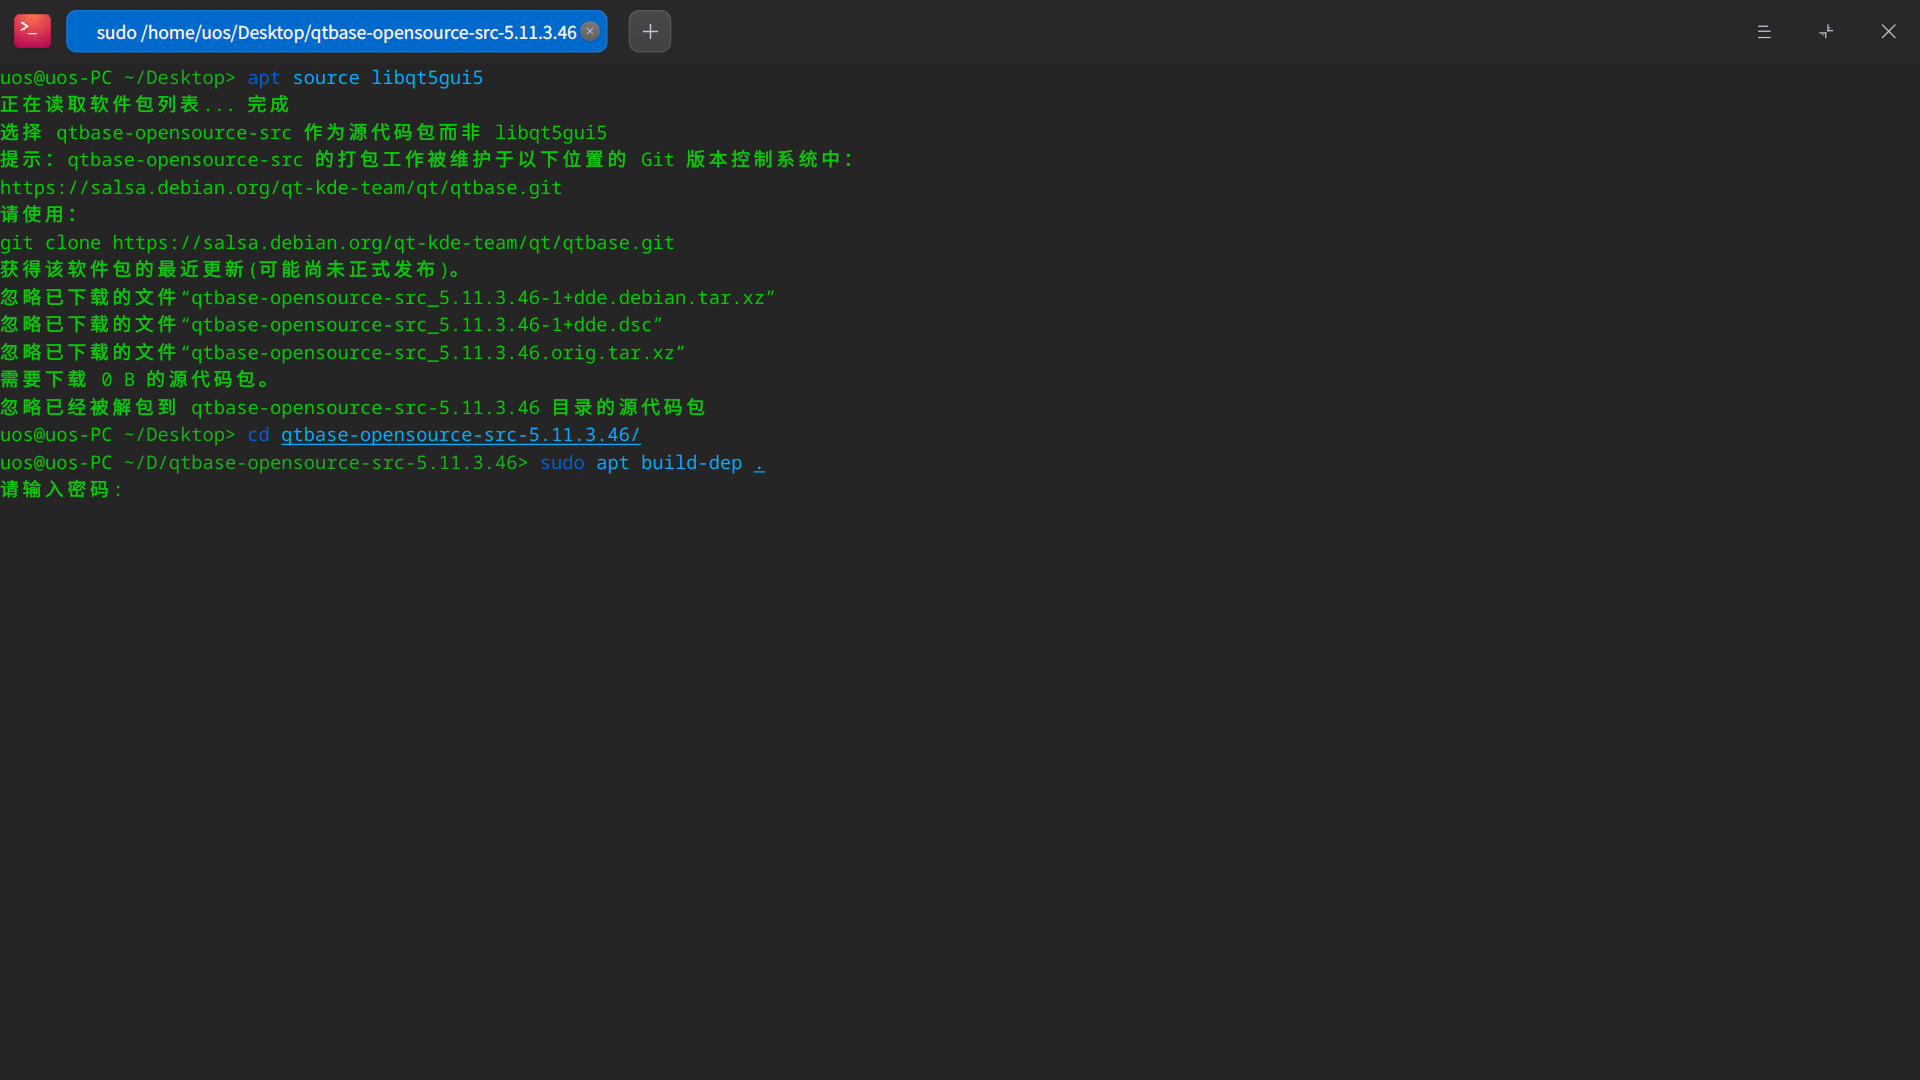 sudo /home/uos/Desktop/qtbase-opensource-src-5.11.3.46
uos@uos-PC ~/Desktop> apt source libqt5gui5
正在读取软件包列表... 完成
选择 qtbase-opensource-src 作为源代码包而非 libqt5gui5
提示：qtbase-opensource-src 的打包工作被维护于以下位置的 Git 版本控制系统中：
https://salsa.debian.org/qt-kde-team/qt/qtbase.git
请使用：
git clone https://salsa.debian.org/qt-kde-team/qt/qtbase.git
获得该软件包的最近更新(可能尚未正式发布)。
忽略已下载的文件“qtbase-opensource-src_5.11.3.46-1+dde.debian.tar.xz”
忽略已下载的文件“qtbase-opensource-src_5.11.3.46-1+dde.dsc”
忽略已下载的文件“qtbase-opensource-src_5.11.3.46.orig.tar.xz”
需要下载 0 B 的源代码包。
忽略已经被解包到 qtbase-opensource-src-5.11.3.46 目录的源代码包
uos@uos-PC ~/Desktop> cd qtbase-opensource-src-5.11.3.46/
uos@uos-PC ~/D/qtbase-opensource-src-5.11.3.46> sudo apt build-dep .
请输入密码: